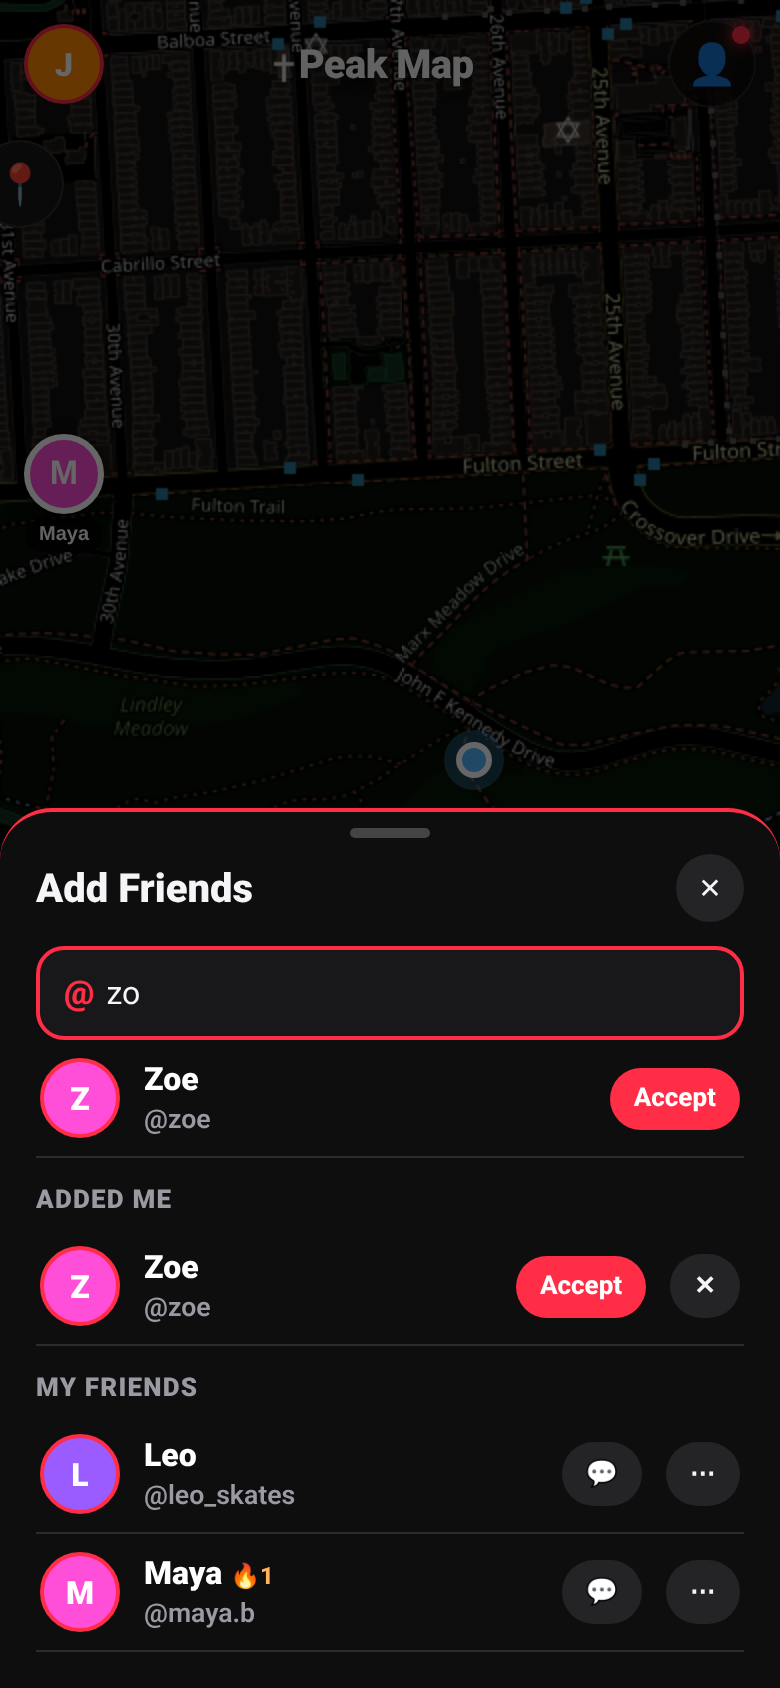 Balboa Street
J
Peak Map
26th Avenue
25th Avenue
Cabrillo Street
30th Avenue
25th Avenue
M
Maya
Fulton Street
Fulton Trail
Crossover Drive
30th Avenue
Marx Meadow Drive
John F Kennedy Drive
Lindley
Meadow
Add Friends
×
@ zo
Z
Zoe
@zoe
Accept
ADDED ME
Z
Zoe
@zoe
Accept
×
MY FRIENDS
L
Leo
@leo_skates
...
M
Maya 🔥1
@maya.b
...